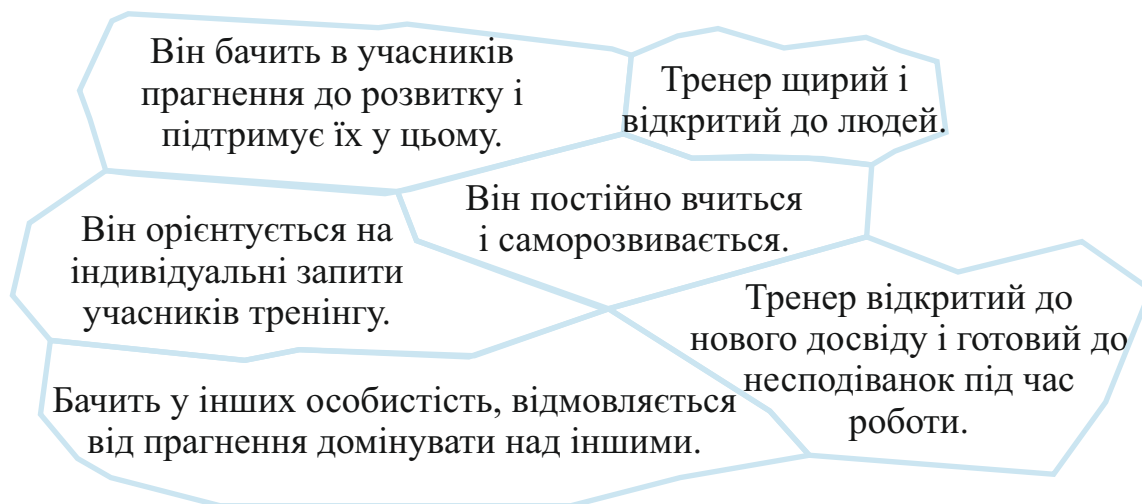 Він бачить в учасників
прагнення до розвитку і
підтримує їх у цьому.
Тренер щирий і
відкритий до людей.
Він постійно вчиться
і саморозвивається.
Він орієнтується на
індивідуальні запити
учасників тренінгу.
Тренер відкритий до
нового досвіду і готовий до
несподіванок під час
роботи.
Бачить у інших особистість, відмовляється
від прагнення домінувати над іншими.